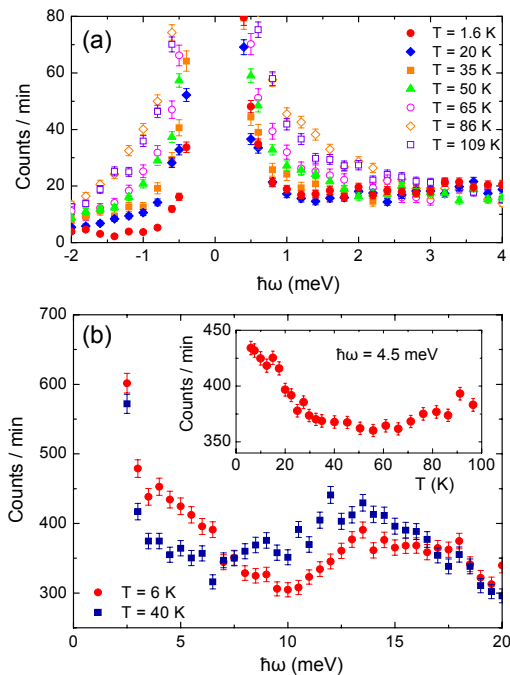 (a)
Counts / min
80
60
40
20
0
-2
-1
0
1
2
3
4
ħω (meV)
T = 1.6 K
T = 20 K
T = 35 K
T = 50 K
T = 65 K
T = 86 K
T = 109 K
(b)
Counts / min
700
600
500
400
300
0
5
10
15
20
ħω (meV)
T = 6 K
T = 40 K
Counts / min
450
400
350
0
20
40
60
80
100
T (K)
ħω = 4.5 meV